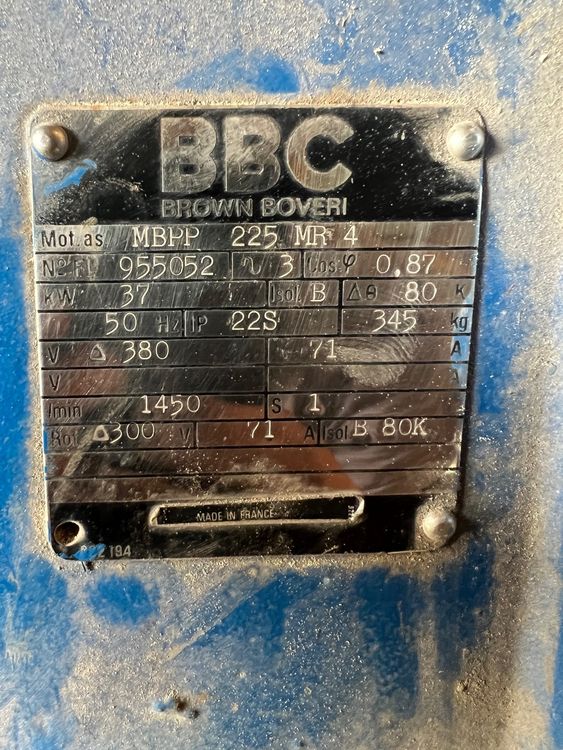 BBC
BROWN BOVERI
Mot. as MBPP 225 MR 4
No FL 955052 ~ 3 Cos φ 0,87
kW 37 Isol B Δθ 80 K
50 Hz IP 22S 345 kg
V Δ 380 71 A
V
/min 1450 S 1
Rot Δ300 V 71 A Isol B 80K
MADE IN FRANCE
194